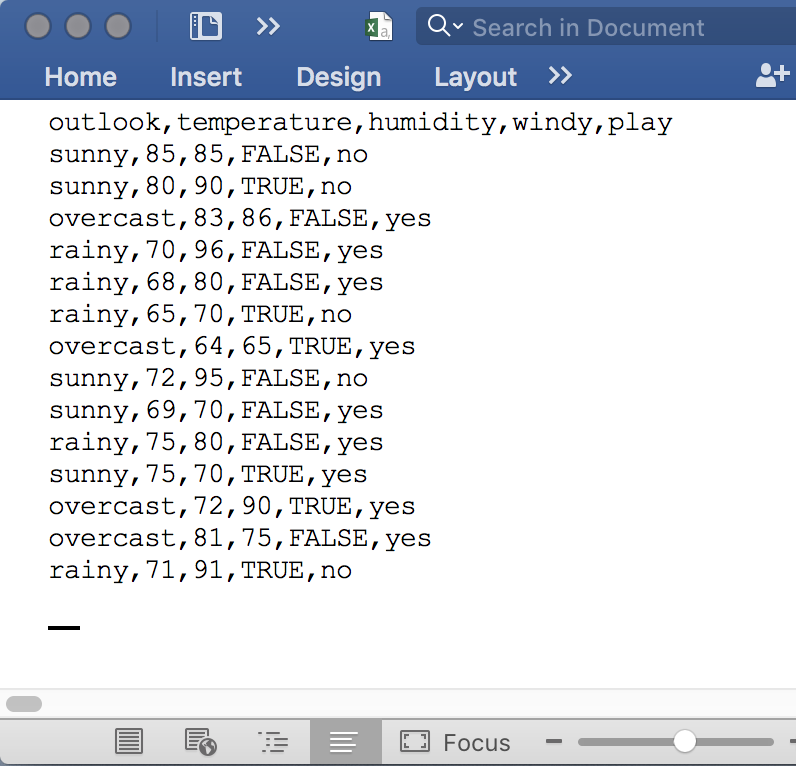 Search in Document
Home Insert Design Layout
outlook,temperature,humidity,windy,play
sunny,85,85,FALSE,no
sunny,80,90,TRUE,no
overcast,83,86,FALSE,yes
rainy,70,96,FALSE,yes
rainy,68,80,FALSE,yes
rainy,65,70,TRUE,no
overcast,64,65,TRUE,yes
sunny,72,95,FALSE,no
sunny,69,70,FALSE,yes
rainy,75,80,FALSE,yes
sunny,75,70,TRUE,yes
overcast,72,90,TRUE,yes
overcast,81,75,FALSE,yes
rainy,71,91,TRUE,no
Focus